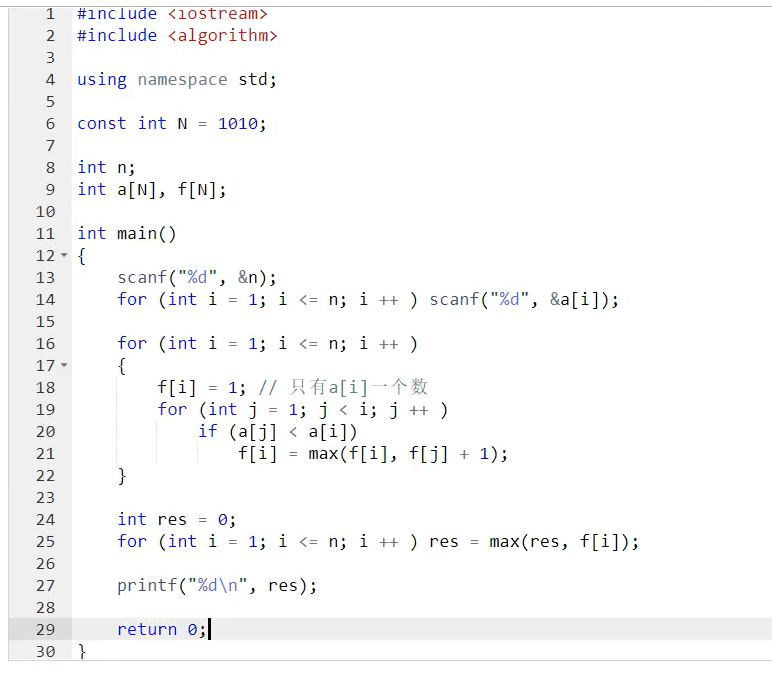 1 #include <iostream>
2 #include <algorithm>
3
4 using namespace std;
5
6 const int N = 1010;
7
8 int n;
9 int a[N], f[N];
10
11 int main()
12 {
13     scanf("%d", &n);
14     for (int i = 1; i <= n; i ++ ) scanf("%d", &a[i]);
15
16     for (int i = 1; i <= n; i ++ )
17     {
18         f[i] = 1; // 只有a[i]一个数
19         for (int j = 1; j < i; j ++ )
20             if (a[j] < a[i])
21                 f[i] = max(f[i], f[j] + 1);
22     }
23
24     int res = 0;
25     for (int i = 1; i <= n; i ++ ) res = max(res, f[i]);
26
27     printf("%d\n", res);
28
29     return 0;
30 }